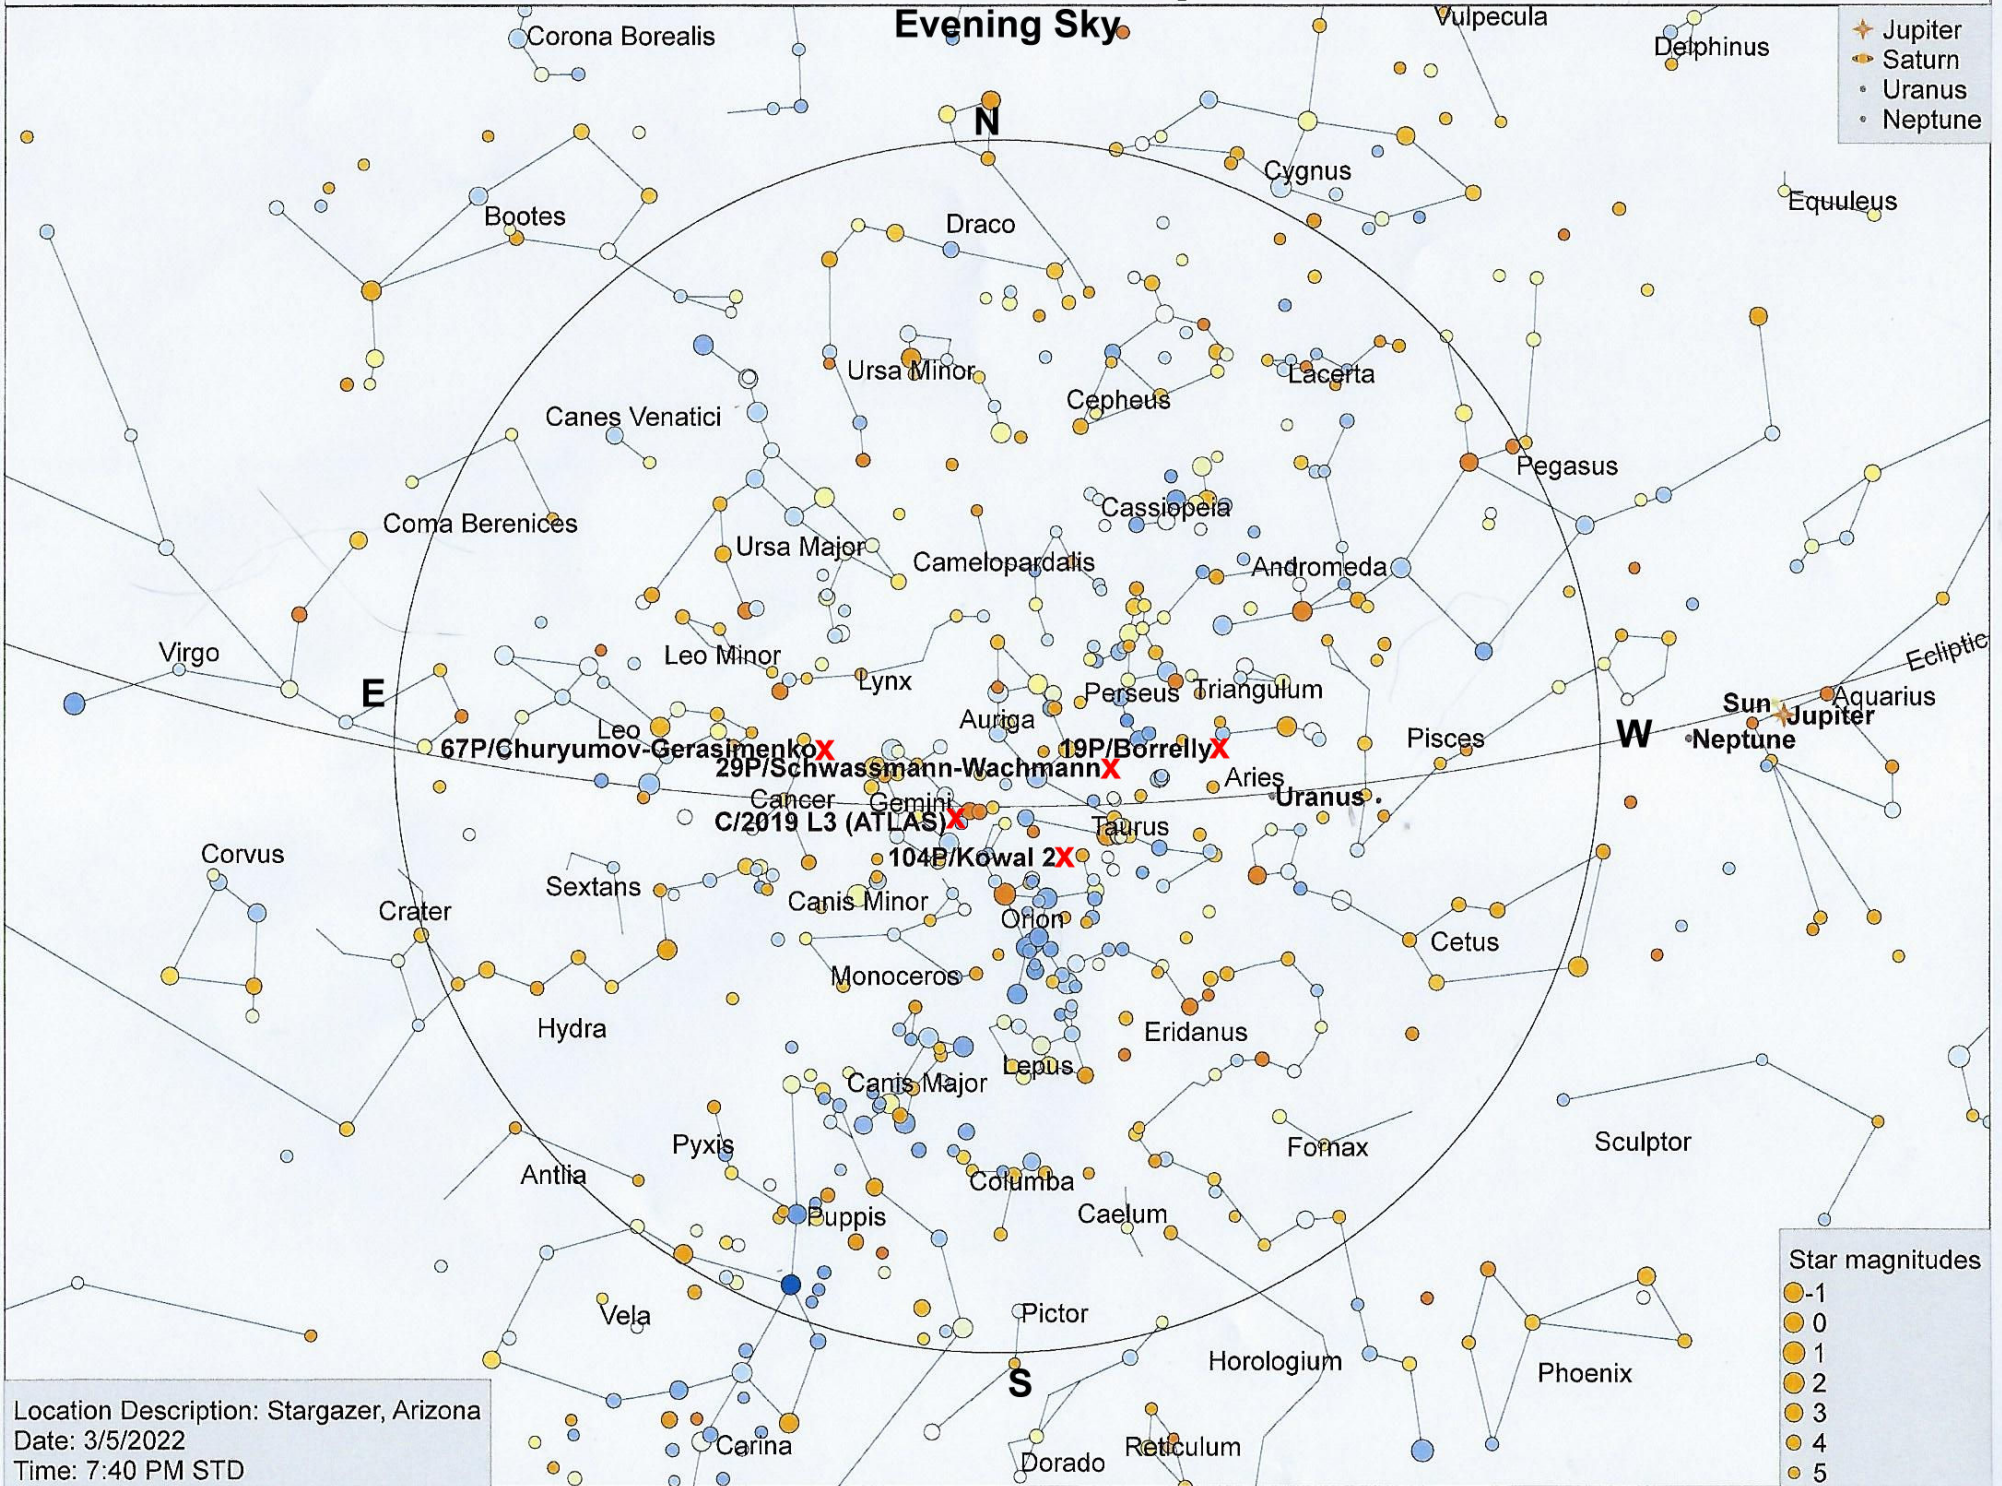 Evening Sky
Corona Borealis
Vulpecula
Delphinus
Jupiter
Saturn
Uranus
Neptune
N
Cygnus
Equuleus
Bootes
Draco
Ursa Minor
Lacerta
Cepheus
Canes Venatici
Pegasus
Coma Berenices
Cassiopeia
Ursa Major
Camelopardalis
Andromeda
Virgo
Leo Minor
Ecliptic
E
Lynx
Perseus
Triangulum
Sun
Aquarius
Jupiter
Auriga
Leo
W
Pisces
Neptune
67P/Churyumov-Gerasimenko X
19P/Borrelly X
29P/Schwassmann-Wachmann X
Aries
Cancer
Gemini
Uranus
C/2019 L3 (ATLAS) X
Taurus
Corvus
104P/Kowal 2 X
Sextans
Canis Minor
Crater
Orion
Cetus
Monoceros
Hydra
Eridanus
Lepus
Canis Major
Pyxis
Fornax
Sculptor
Antlia
Columba
Puppis
Caelum
Vela
Pictor
Horologium
Phoenix
S
Carina
Dorado
Reticulum
Star magnitudes
-1
0
1
2
3
4
5
Location Description: Stargazer, Arizona
Date: 3/5/2022
Time: 7:40 PM STD